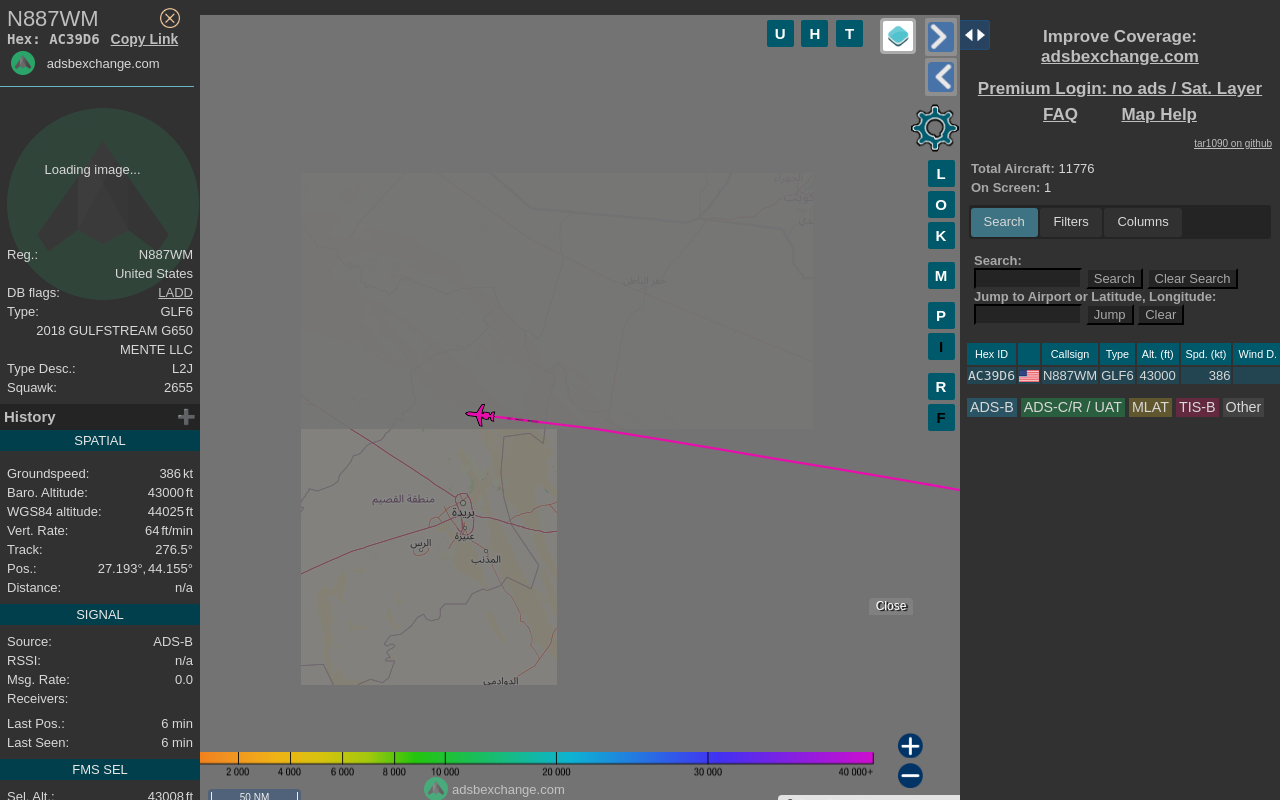 N887WM
Hex: AC39D6 Copy Link
adsbexchange.com
Loading image...
Reg.: N887WM
United States
DB flags: LADD
Type: GLF6
2018 GULFSTREAM G650
MENTE LLC
Type Desc.: L2J
Squawk: 2655
History
SPATIAL
Groundspeed: 386 kt
Baro. Altitude: 43000 ft
WGS84 altitude: 44025 ft
Vert. Rate: 64 ft/min
Track: 276.5°
Pos.: 27.193°, 44.155°
Distance: n/a
SIGNAL
Source: ADS-B
RSSI: n/a
Msg. Rate: 0.0
Receivers:
Last Pos.: 6 min
Last Seen: 6 min
FMS SEL
Sel. Alt.: 43008 ft
U H T
L
O
K
M
P
I
R
F
حفر الباطن
منطقة القصيم
بريدة
عنيزة
الرس
المذنب
الدوادمي
Close
2 000 4 000 6 000 8 000 10 000 20 000 30 000 40 000+
adsbexchange.com
50 NM
Improve Coverage:
adsbexchange.com
Premium Login: no ads / Sat. Layer
FAQ Map Help
tar1090 on github
Total Aircraft: 11776
On Screen: 1
Search Filters Columns
Search:
Search Clear Search
Jump to Airport or Latitude, Longitude:
Jump Clear
Hex ID Callsign Type Alt. (ft) Spd. (kt) Wind D.
AC39D6 N887WM GLF6 43000 386
ADS-B ADS-C/R / UAT MLAT TIS-B Other